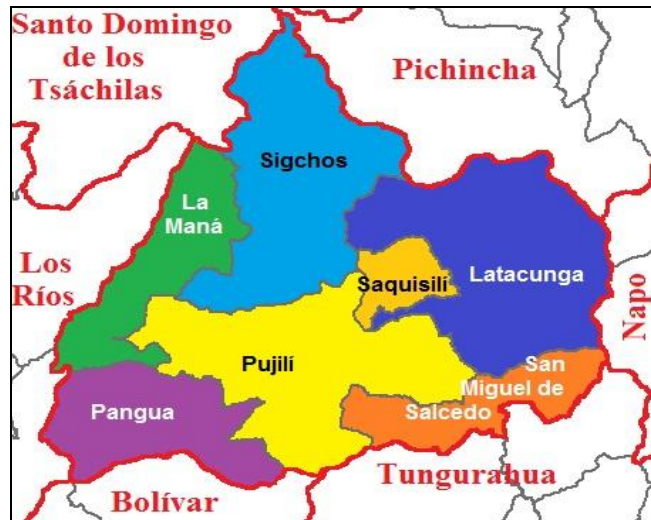 Santo Domingo
de los
Tsáchilas
Pichincha
Sigchos
La
Maná
Los
Ríos
Saquisilí
Latacunga
Napo
Pujilí
San
Miguel de
Salcedo
Pangua
Tungurahua
Bolívar